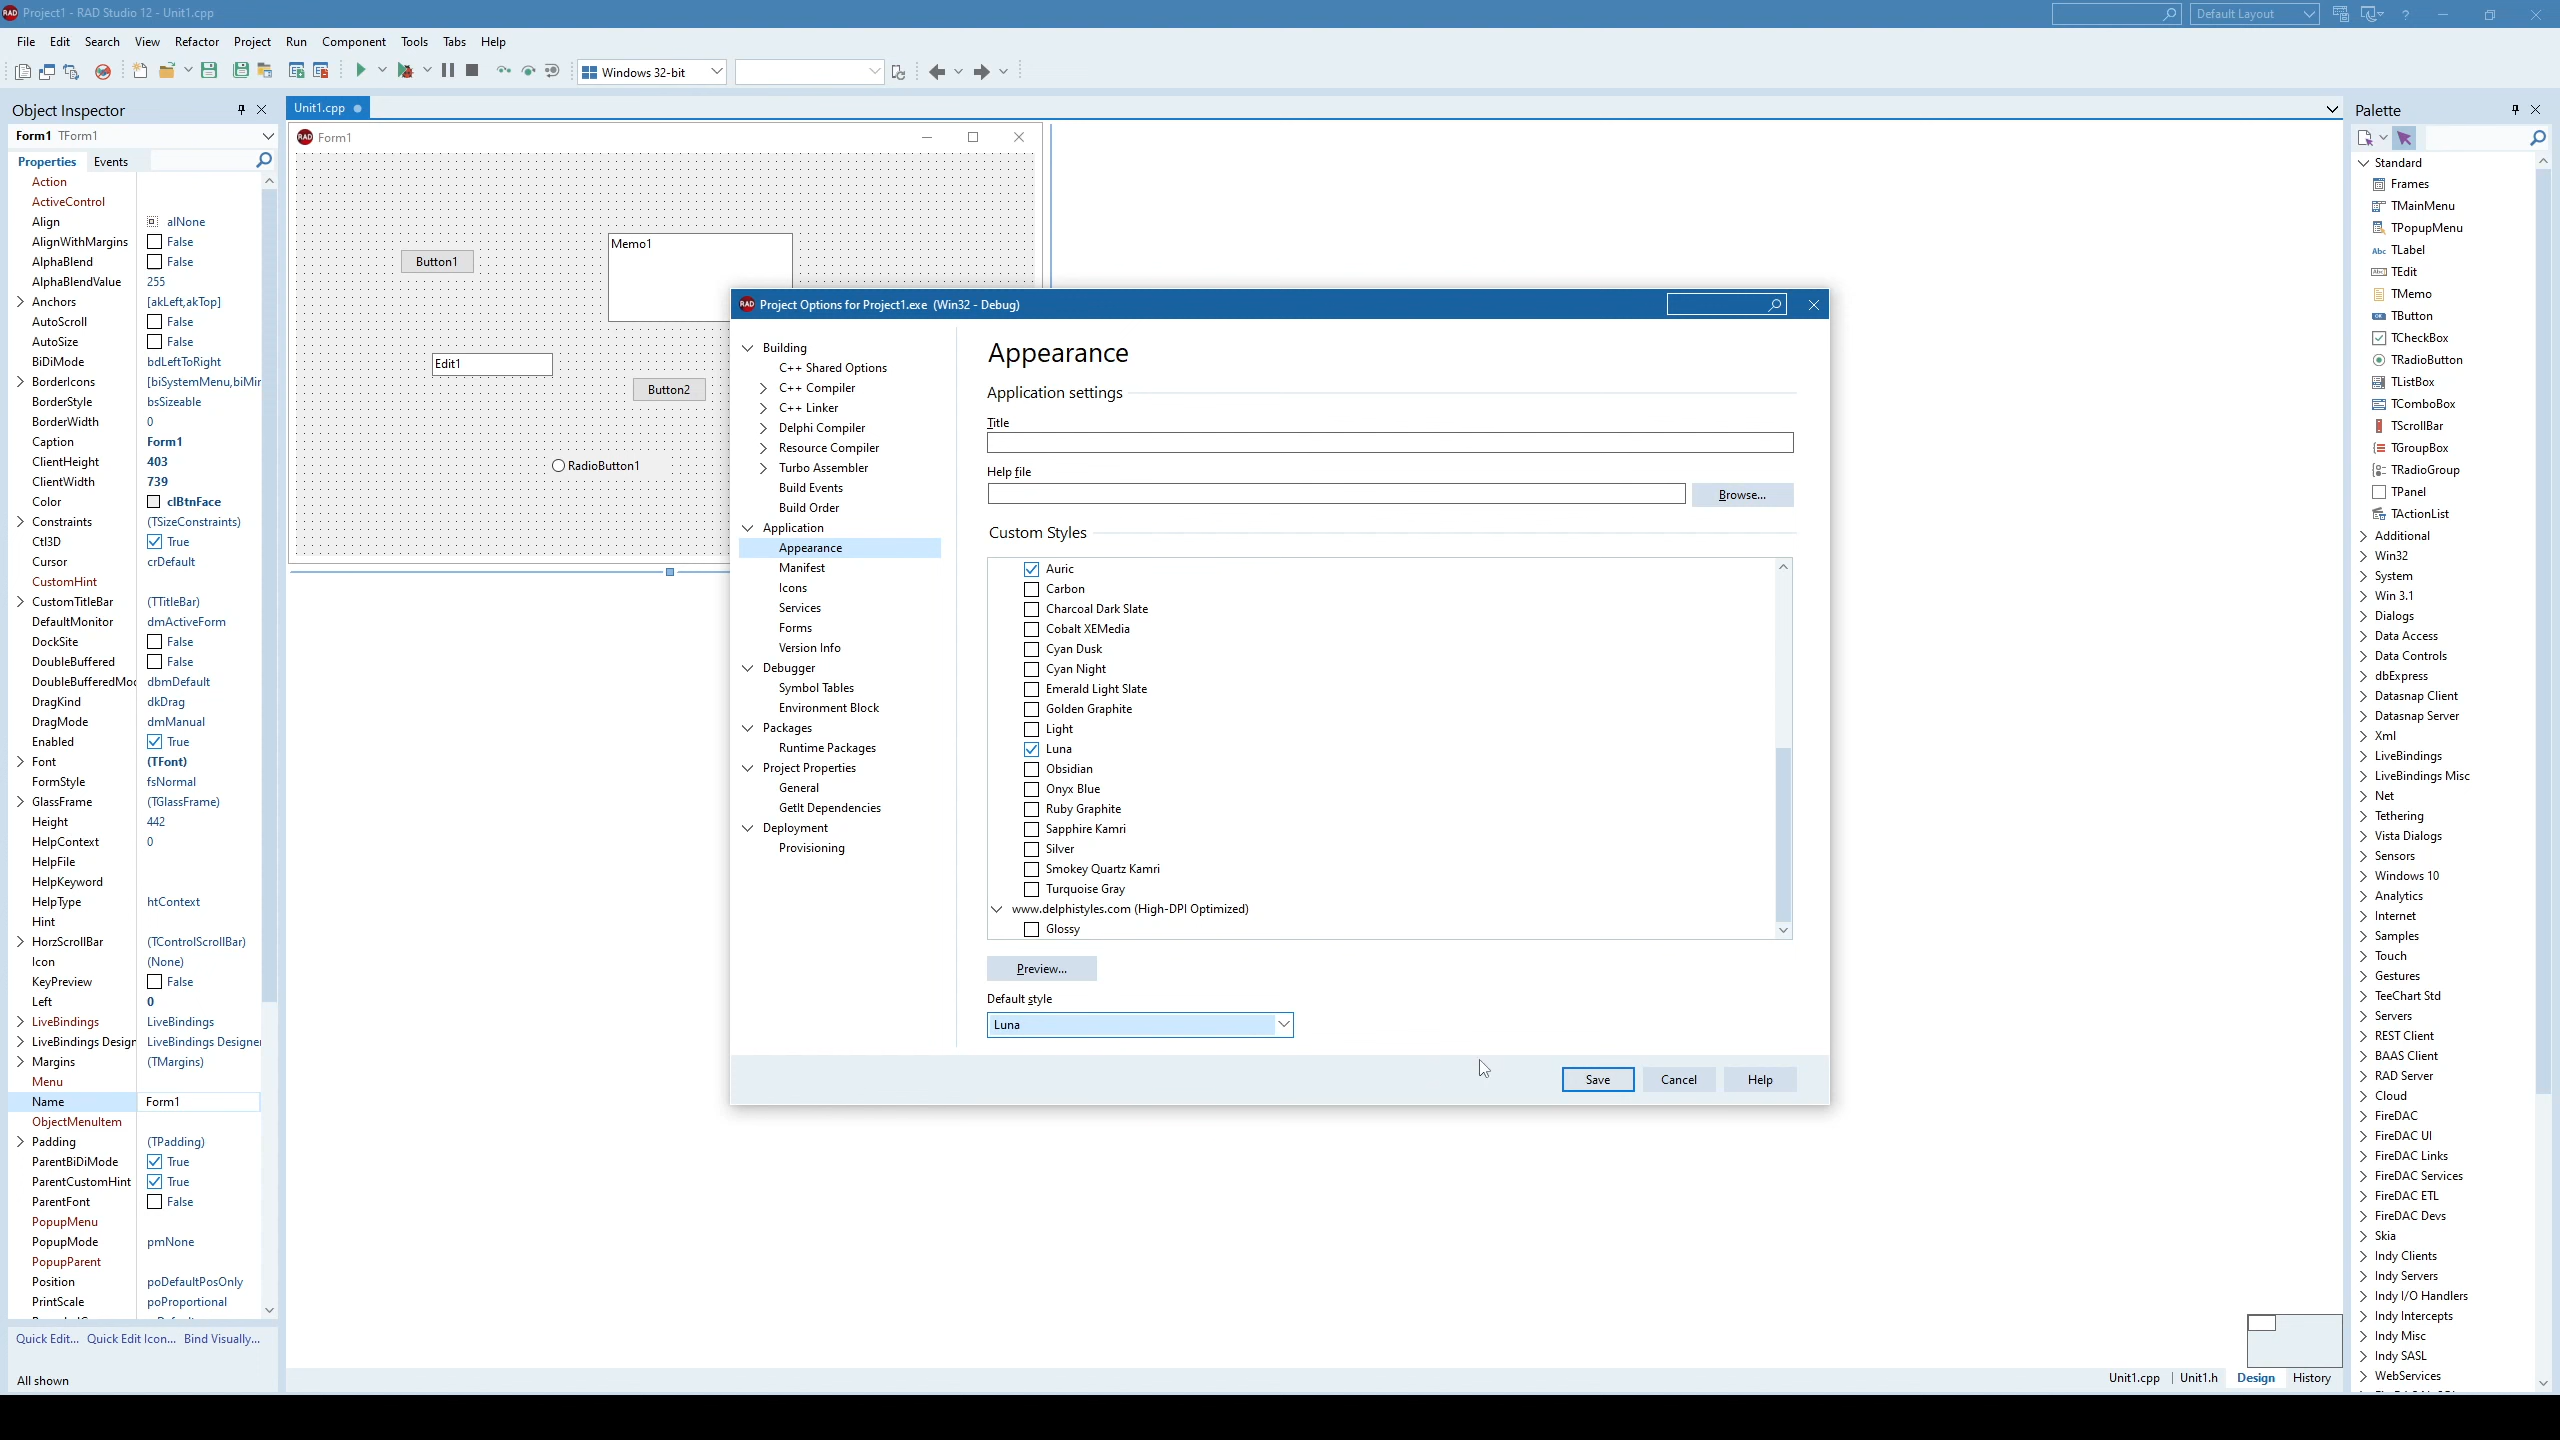 Project1 - RAD Studio 12 - Unit1.cpp
Default Layout
File Edit Search View Refactor Project Run Component Tools Tabs Help
Windows 32-bit
Object Inspector
Form1 TForm1
Properties Events
Action
ActiveControl
Align alNone
AlignWithMargins False
AlphaBlend False
AlphaBlendValue 255
Anchors [akLeft,akTop]
AutoScroll False
AutoSize False
BiDiMode bdLeftToRight
BorderIcons [biSystemMenu,biMir
BorderStyle bsSizeable
BorderWidth 0
Caption Form1
ClientHeight 403
ClientWidth 739
Color clBtnFace
Constraints (TSizeConstraints)
Ctl3D True
Cursor crDefault
CustomHint
CustomTitleBar (TTitleBar)
DefaultMonitor dmActiveForm
DockSite False
DoubleBuffered False
DoubleBufferedMoc dbmDefault
DragKind dkDrag
DragMode dmManual
Enabled True
Font (TFont)
FormStyle fsNormal
GlassFrame (TGlassFrame)
Height 442
HelpContext 0
HelpFile
HelpKeyword
HelpType htContext
Hint
HorzScrollBar (TControlScrollBar)
Icon (None)
KeyPreview False
Left 0
LiveBindings LiveBindings
LiveBindings Design LiveBindings Designe
Margins (TMargins)
Menu
Name Form1
ObjectMenuItem
Padding (TPadding)
ParentBiDiMode True
ParentCustomHint True
ParentFont False
PopupMenu
PopupMode pmNone
PopupParent
Position poDefaultPosOnly
PrintScale poProportional
Quick Edit... Quick Edit Icon... Bind Visually...
All shown
Unit1.cpp
RAD Form1
Button1
Memo1
Edit1
Button2
RadioButton1
RAD Project Options for Project1.exe (Win32 - Debug)
Building
C++ Shared Options
C++ Compiler
C++ Linker
Delphi Compiler
Resource Compiler
Turbo Assembler
Build Events
Build Order
Application
Appearance
Manifest
Icons
Services
Forms
Version Info
Debugger
Symbol Tables
Environment Block
Packages
Runtime Packages
Project Properties
General
GetIt Dependencies
Deployment
Provisioning
Appearance
Application settings
Title
Help file
Browse...
Custom Styles
Auric
Carbon
Charcoal Dark Slate
Cobalt XEMedia
Cyan Dusk
Cyan Night
Emerald Light Slate
Golden Graphite
Light
Luna
Obsidian
Onyx Blue
Ruby Graphite
Sapphire Kamri
Silver
Smokey Quartz Kamri
Turquoise Gray
www.delphistyles.com (High-DPI Optimized)
Glossy
Preview...
Default style
Luna
Save Cancel Help
Unit1.cpp Unit1.h Design History
Palette
Standard
Frames
TMainMenu
TPopupMenu
Abc TLabel
TEdit
TMemo
TButton
TCheckBox
TRadioButton
TListBox
TComboBox
TScrollBar
TGroupBox
TRadioGroup
TPanel
TActionList
Additional
Win32
System
Win 3.1
Dialogs
Data Access
Data Controls
dbExpress
Datasnap Client
Datasnap Server
Xml
LiveBindings
LiveBindings Misc
Net
Tethering
Vista Dialogs
Sensors
Windows 10
Analytics
Internet
Samples
Touch
Gestures
TeeChart Std
Servers
REST Client
BAAS Client
RAD Server
Cloud
FireDAC
FireDAC UI
FireDAC Links
FireDAC Services
FireDAC ETL
FireDAC Devs
Skia
Indy Clients
Indy Servers
Indy I/O Handlers
Indy Intercepts
Indy Misc
Indy SASL
WebServices